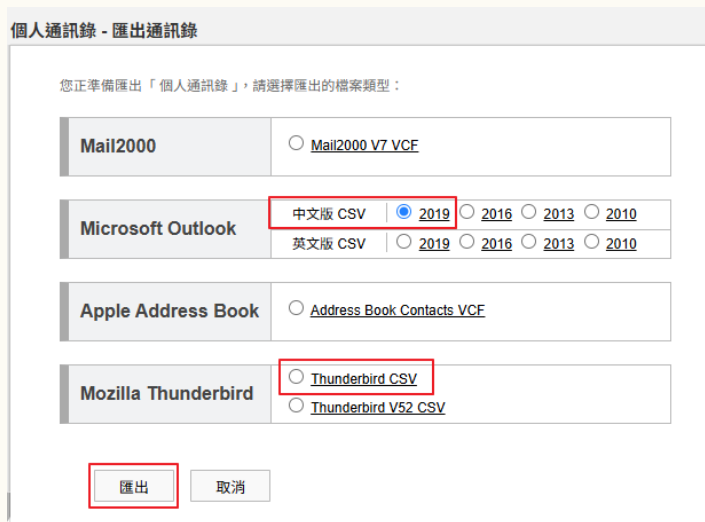 個人通訊錄 - 匯出通訊錄
您正準備匯出「 個人通訊錄 」，請選擇匯出的檔案類型：
Mail2000
Mail2000 V7 VCF
Microsoft Outlook
中文版 CSV 2019 2016 2013 2010
英文版 CSV 2019 2016 2013 2010
Apple Address Book
Address Book Contacts VCF
Mozilla Thunderbird
Thunderbird CSV
Thunderbird V52 CSV
匯出 取消